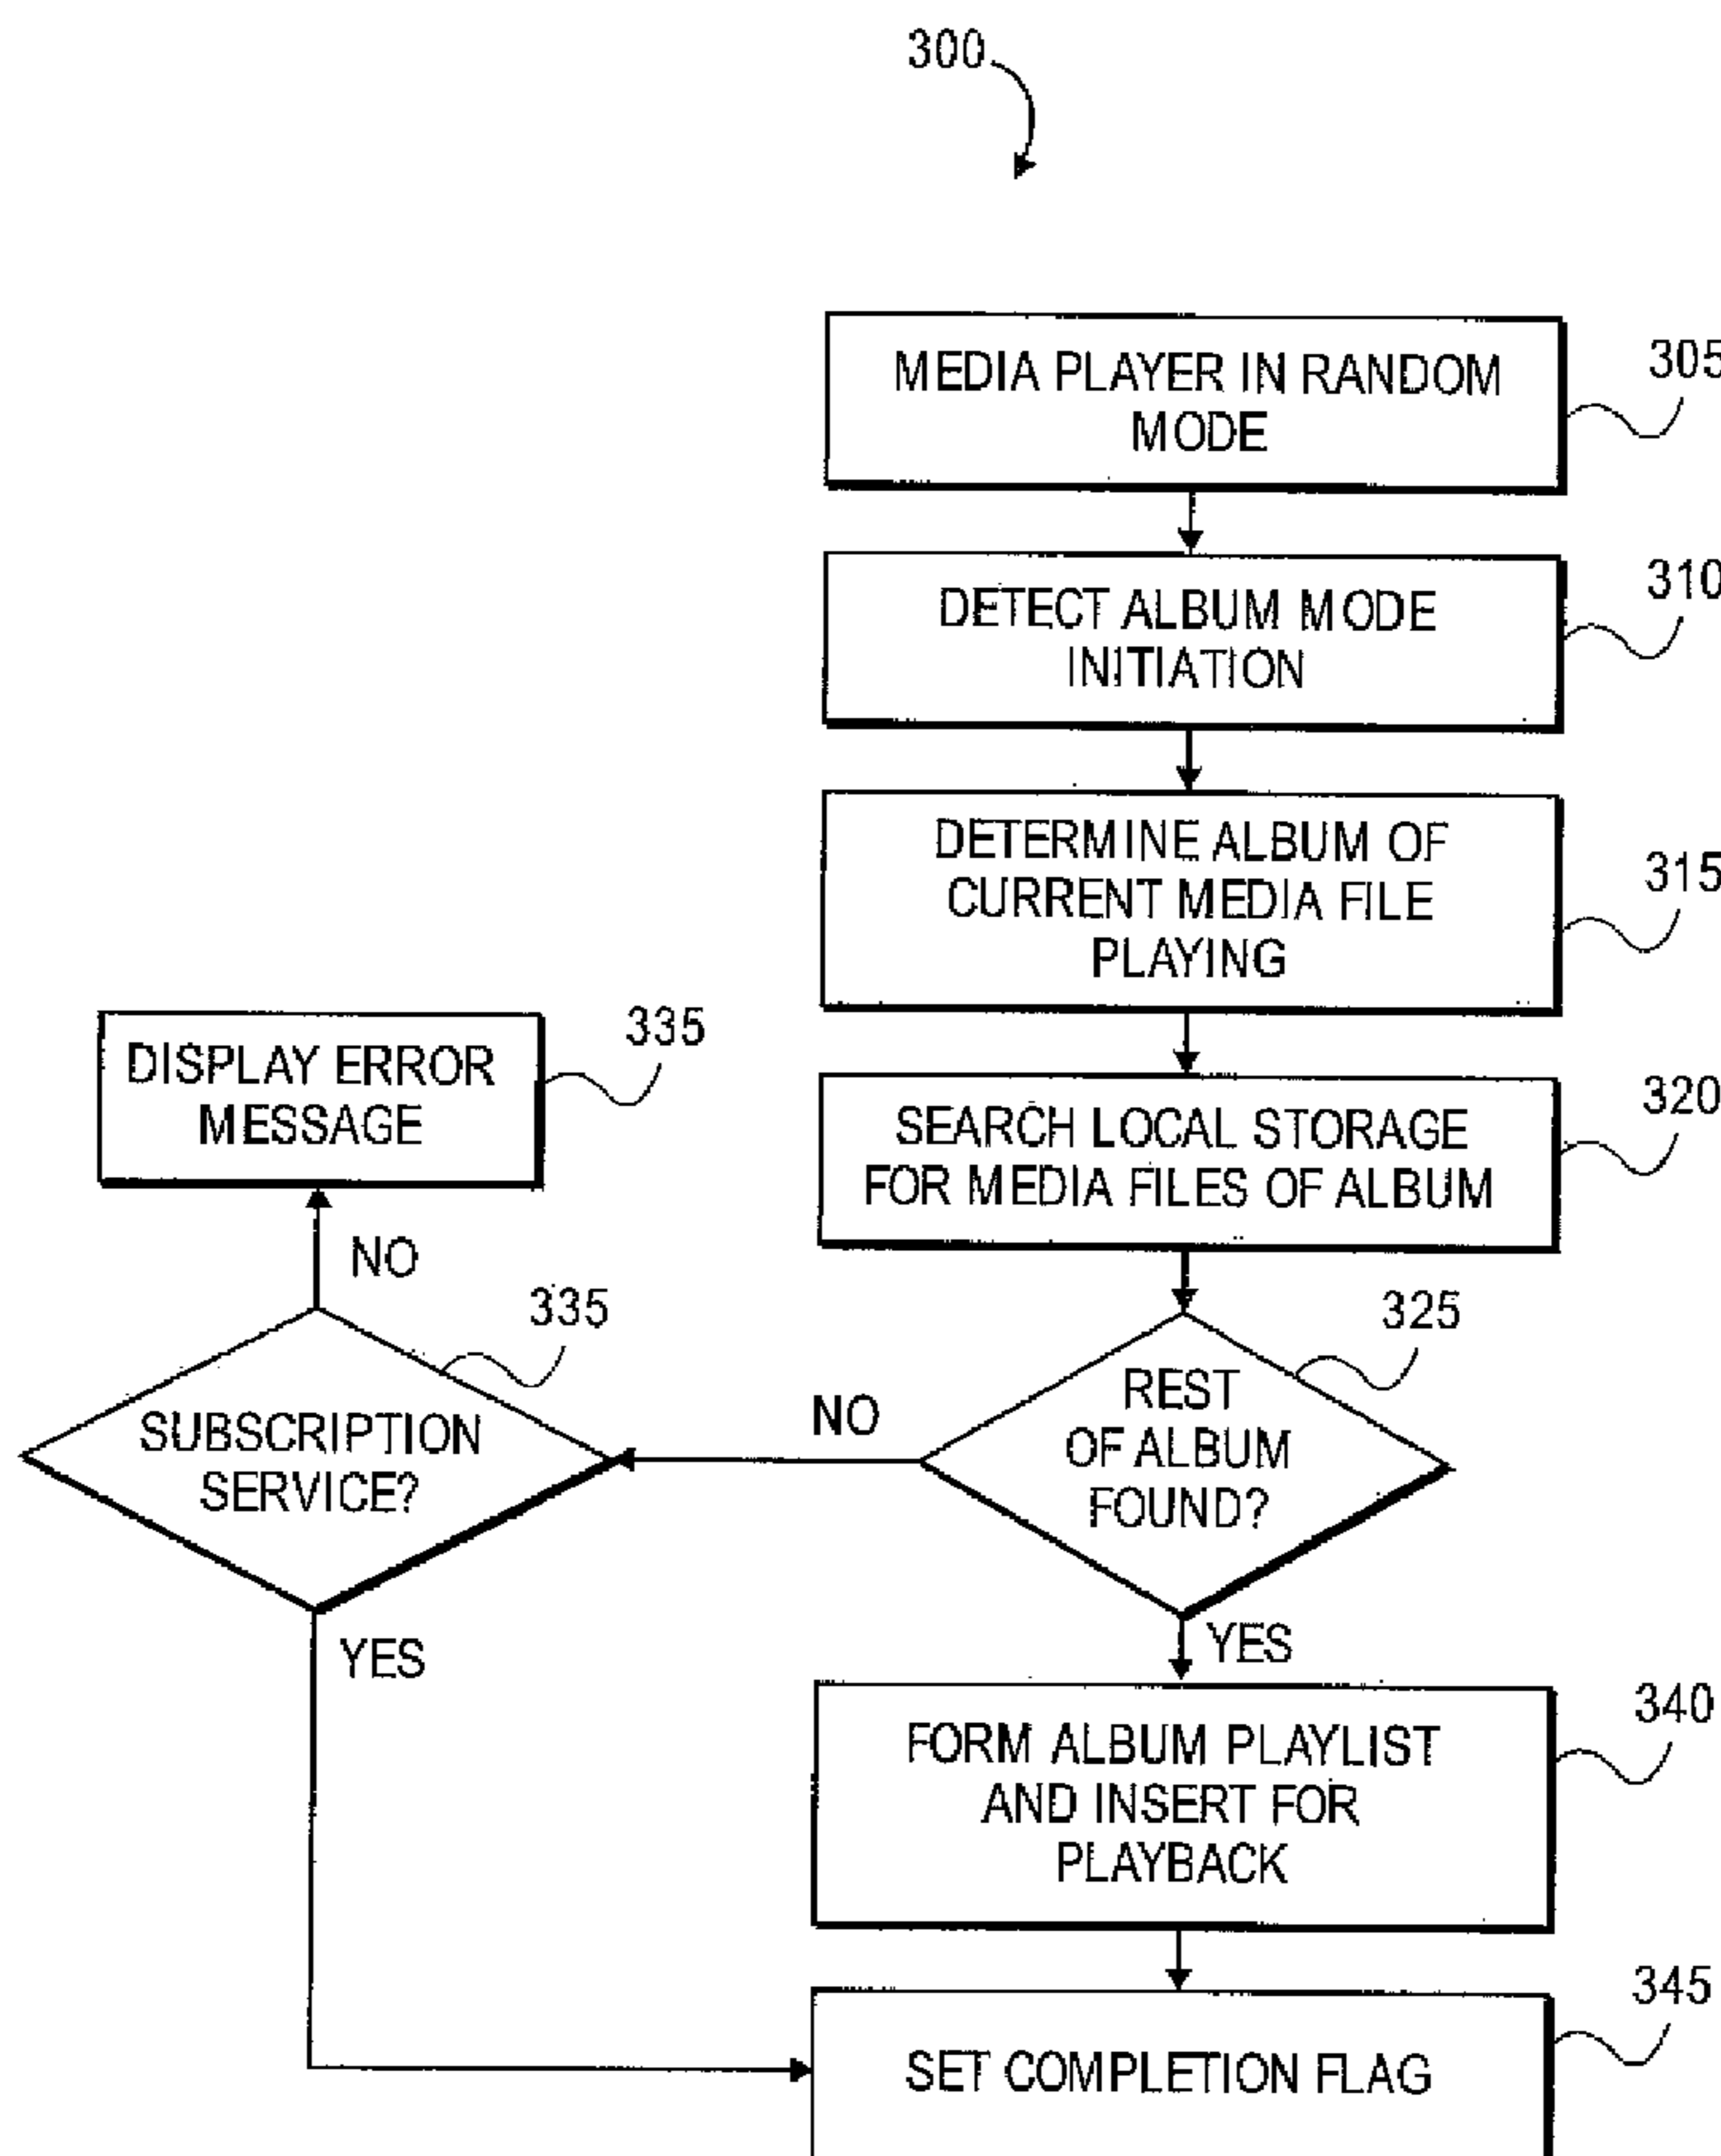 300
MEDIA PLAYER IN RANDOM
MODE
305
DETECT ALBUM MODE
INITIATION
310
DETERMINE ALBUM OF
CURRENT MEDIA FILE
PLAYING
315
DISPLAY ERROR
MESSAGE
335
SEARCH LOCAL STORAGE
FOR MEDIA FILES OF ALBUM
320
NO
335
SUBSCRIPTION
SERVICE?
NO
325
REST
OF ALBUM
FOUND?
YES
YES
FORM ALBUM PLAYLIST
AND INSERT FOR
PLAYBACK
340
SET COMPLETION FLAG
345